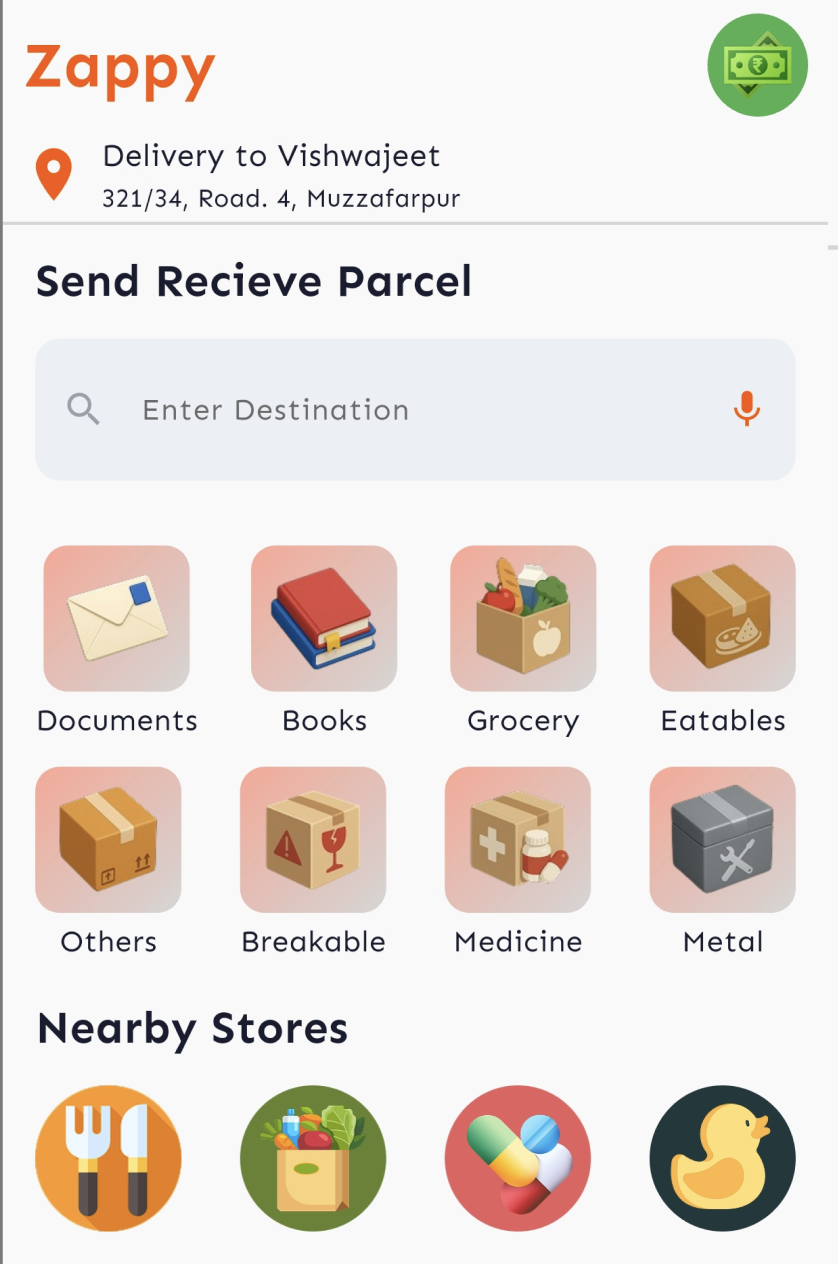 Zappy
Delivery to Vishwajeet
321/34, Road. 4, Muzzafarpur
Send Recieve Parcel
Enter Destination
Documents Books Grocery Eatables
Others Breakable Medicine Metal
Nearby Stores